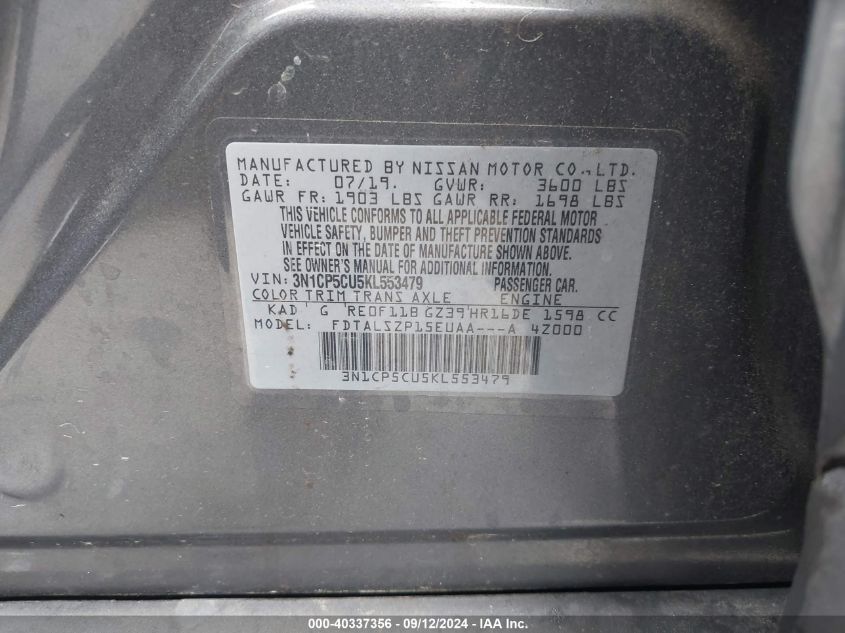 MANUFACTURED BY NISSAN MOTOR CO.,LTD.
DATE: 07/19. GVWR: 3600 LBS
GAWR FR: 1903 LBS GAWR RR: 1698 LBS
THIS VEHICLE CONFORMS TO ALL APPLICABLE FEDERAL MOTOR
VEHICLE SAFETY, BUMPER AND THEFT PREVENTION STANDARDS
IN EFFECT ON THE DATE OF MANUFACTURE SHOWN ABOVE.
SEE OWNER'S MANUAL FOR ADDITIONAL INFORMATION.
VIN: 3N1CP5CU5KL553479 PASSENGER CAR.
COLOR TRIM TRANS AXLE ENGINE
KAD G RE0F11B GZ39 HR16DE 1598 CC
MODEL: FDTALSZP15EUAA---A 4Z000
3N1CP5CU5KL553479
000-40337356 - 09/12/2024 - www.iaai.com -